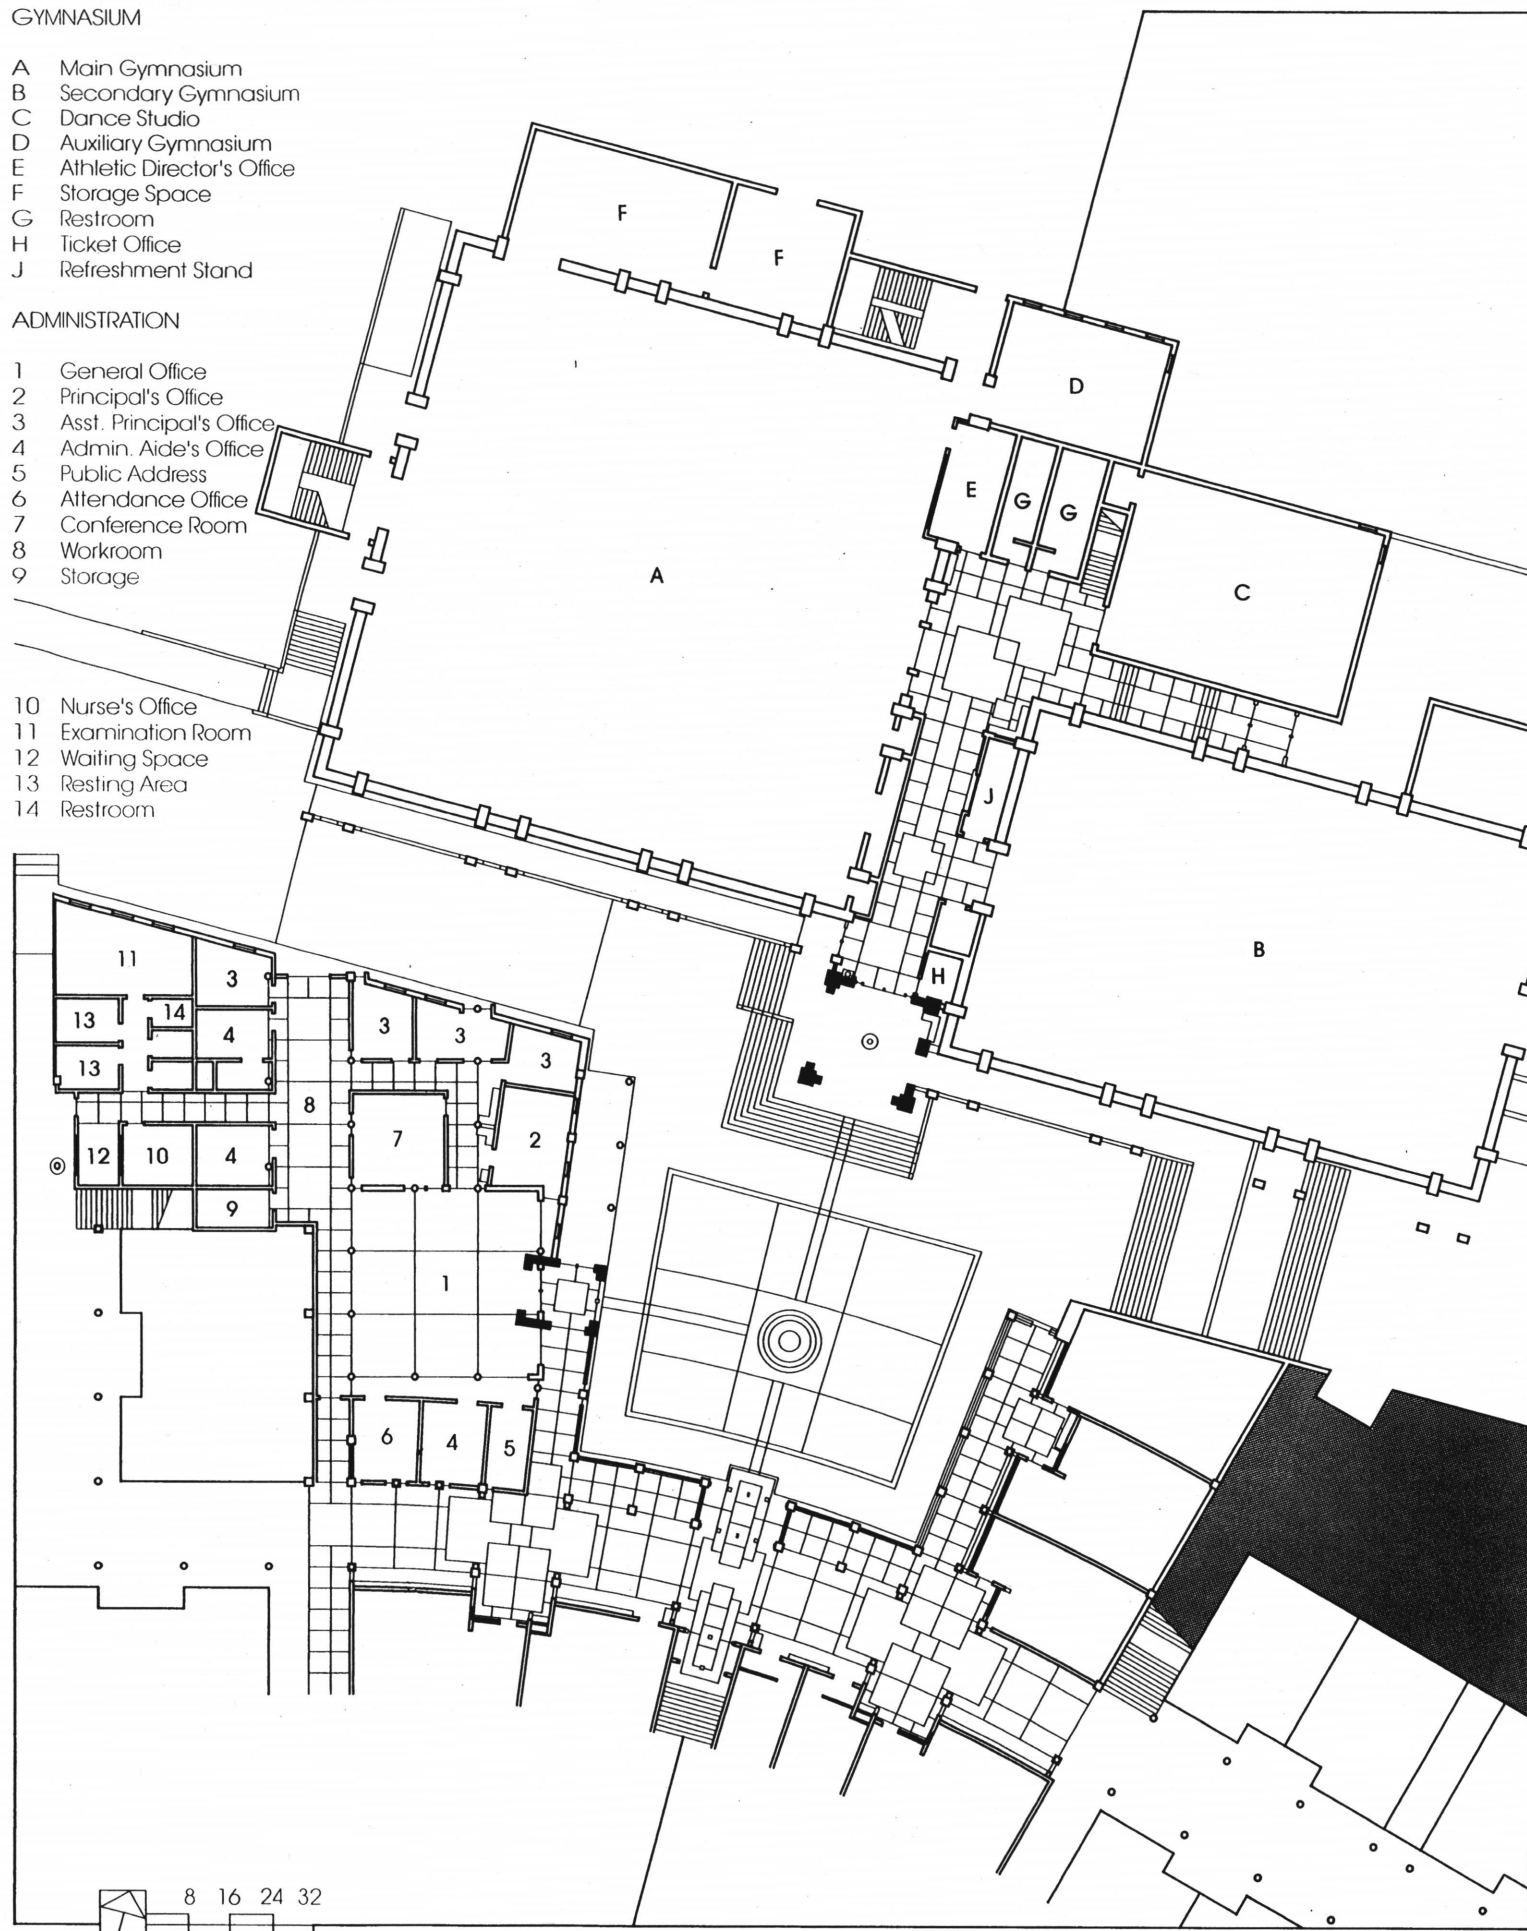 GYMNASIUM
A Main Gymnasium
B Secondary Gymnasium
C Dance Studio
D Auxiliary Gymnasium
E Athletic Director's Office
F Storage Space
G Restroom
H Ticket Office
J Refreshment Stand
ADMINISTRATION
1 General Office
2 Principal's Office
3 Asst. Principal's Office
4 Admin. Aide's Office
5 Public Address
6 Attendance Office
7 Conference Room
8 Workroom
9 Storage
10 Nurse's Office
11 Examination Room
12 Waiting Space
13 Resting Area
14 Restroom
F
F
D
E
G
G
A
C
J
B
H
11
3
14
13
4
3
3
3
13
8
7
2
12
10
4
9
1
6
4
5
8 16 24 32